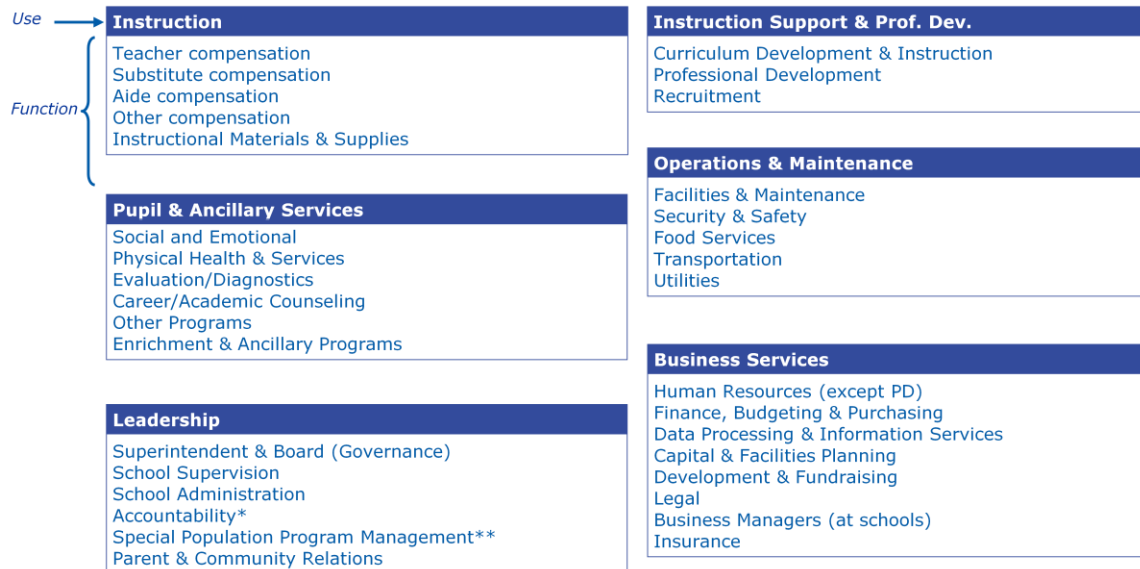 Use
Instruction
Function
Teacher compensation
Substitute compensation
Aide compensation
Other compensation
Instructional Materials & Supplies
Pupil & Ancillary Services
Social and Emotional
Physical Health & Services
Evaluation/Diagnostics
Career/Academic Counseling
Other Programs
Enrichment & Ancillary Programs
Leadership
Superintendent & Board (Governance)
School Supervision
School Administration
Accountability*
Special Population Program Management**
Parent & Community Relations
Instruction Support & Prof. Dev.
Curriculum Development & Instruction
Professional Development
Recruitment
Operations & Maintenance
Facilities & Maintenance
Security & Safety
Food Services
Transportation
Utilities
Business Services
Human Resources (except PD)
Finance, Budgeting & Purchasing
Data Processing & Information Services
Capital & Facilities Planning
Development & Fundraising
Legal
Business Managers (at schools)
Insurance